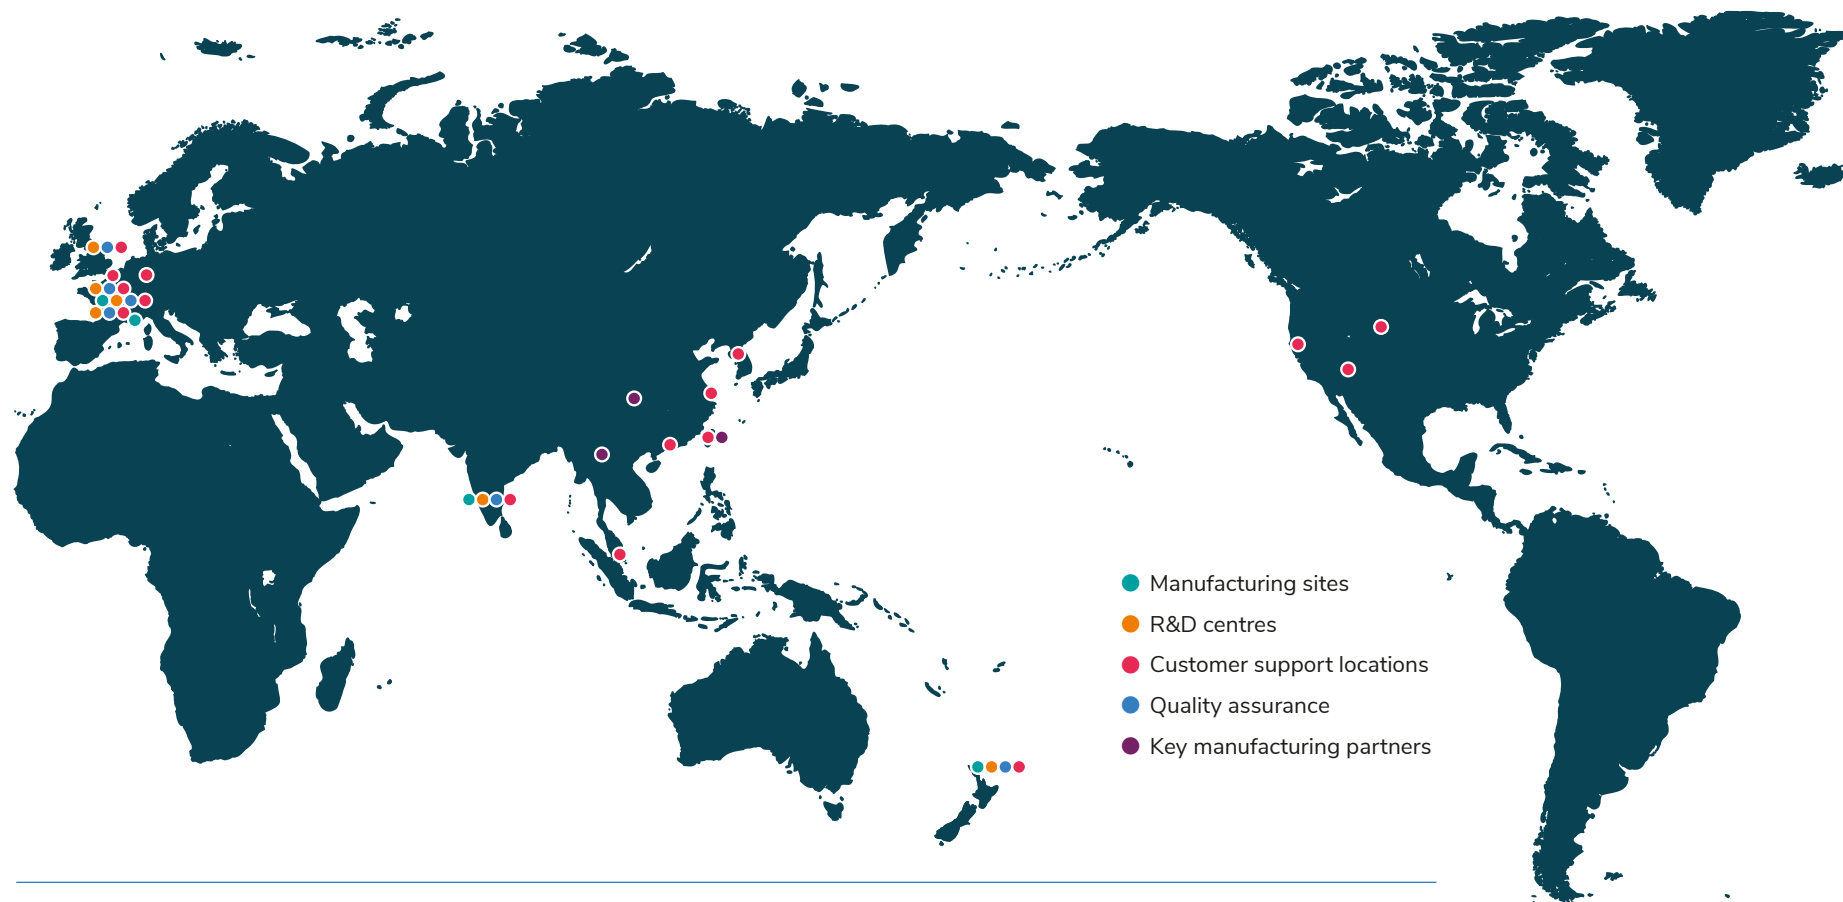 Manufacturing sites
R&D centres
Customer support locations
Quality assurance
Key manufacturing partners